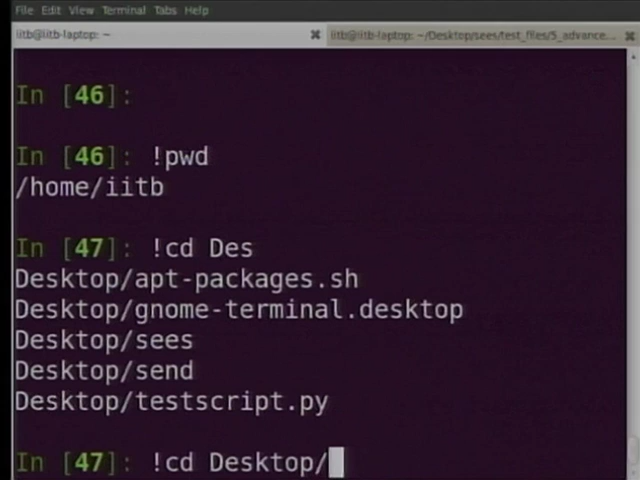 File Edit View Terminal Tabs Help
iitb@iitb-laptop: ~
iitb@iitb-laptop: ~/Desktop/sees/test_files/5_advance...
In [46]:
In [46]: !pwd
/home/iitb
In [47]: !cd Des
Desktop/apt-packages.sh
Desktop/gnome-terminal.desktop
Desktop/sees
Desktop/send
Desktop/testscript.py
In [47]: !cd Desktop/